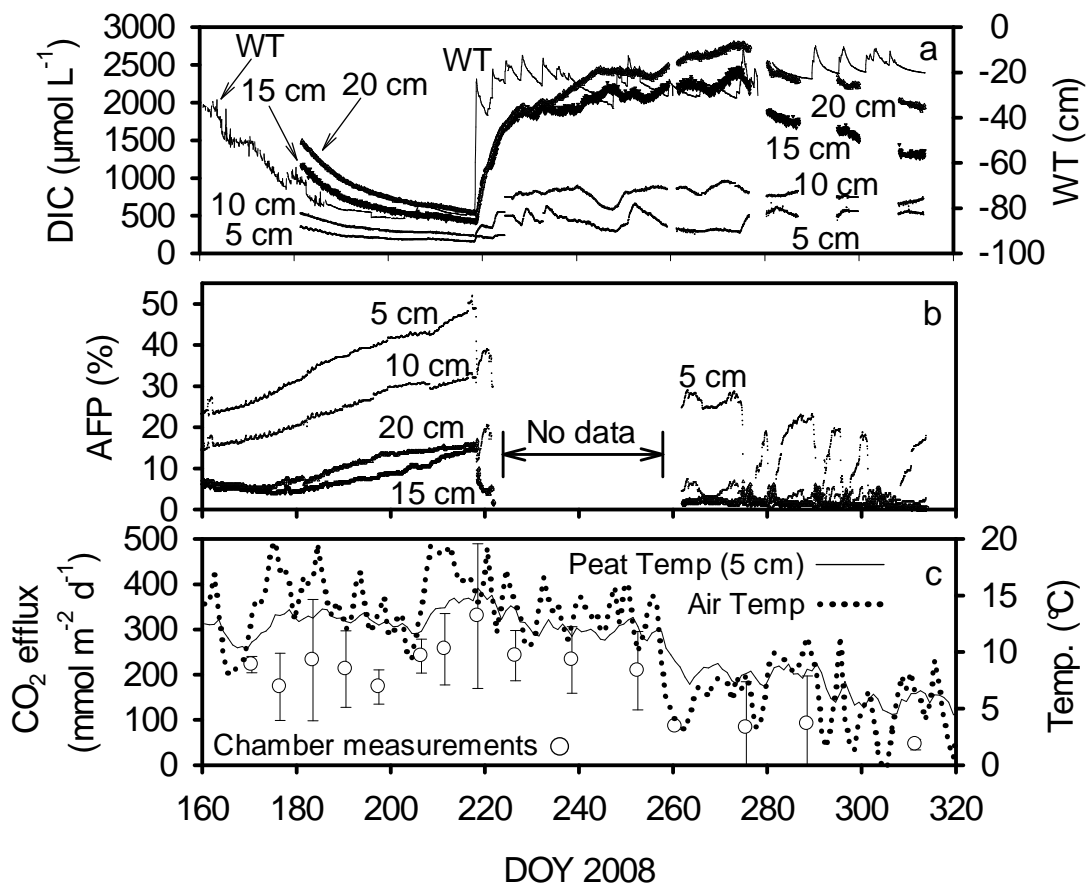 3000
2500
2000
1500
1000
500
0
DIC (µmol L⁻¹)
WT
15 cm
20 cm
10 cm
5 cm
WT
a
20 cm
15 cm
10 cm
5 cm
0
-20
-40
-60
-80
-100
WT (cm)
50
40
30
20
10
0
AFP (%)
5 cm
10 cm
20 cm
15 cm
No data
5 cm
b
500
400
300
200
100
0
CO₂ efflux
(mmol m⁻² d⁻¹)
c
Peat Temp (5 cm)
Air Temp
Chamber measurements
20
15
10
5
0
Temp. (°C)
160 180 200 220 240 260 280 300 320
DOY 2008